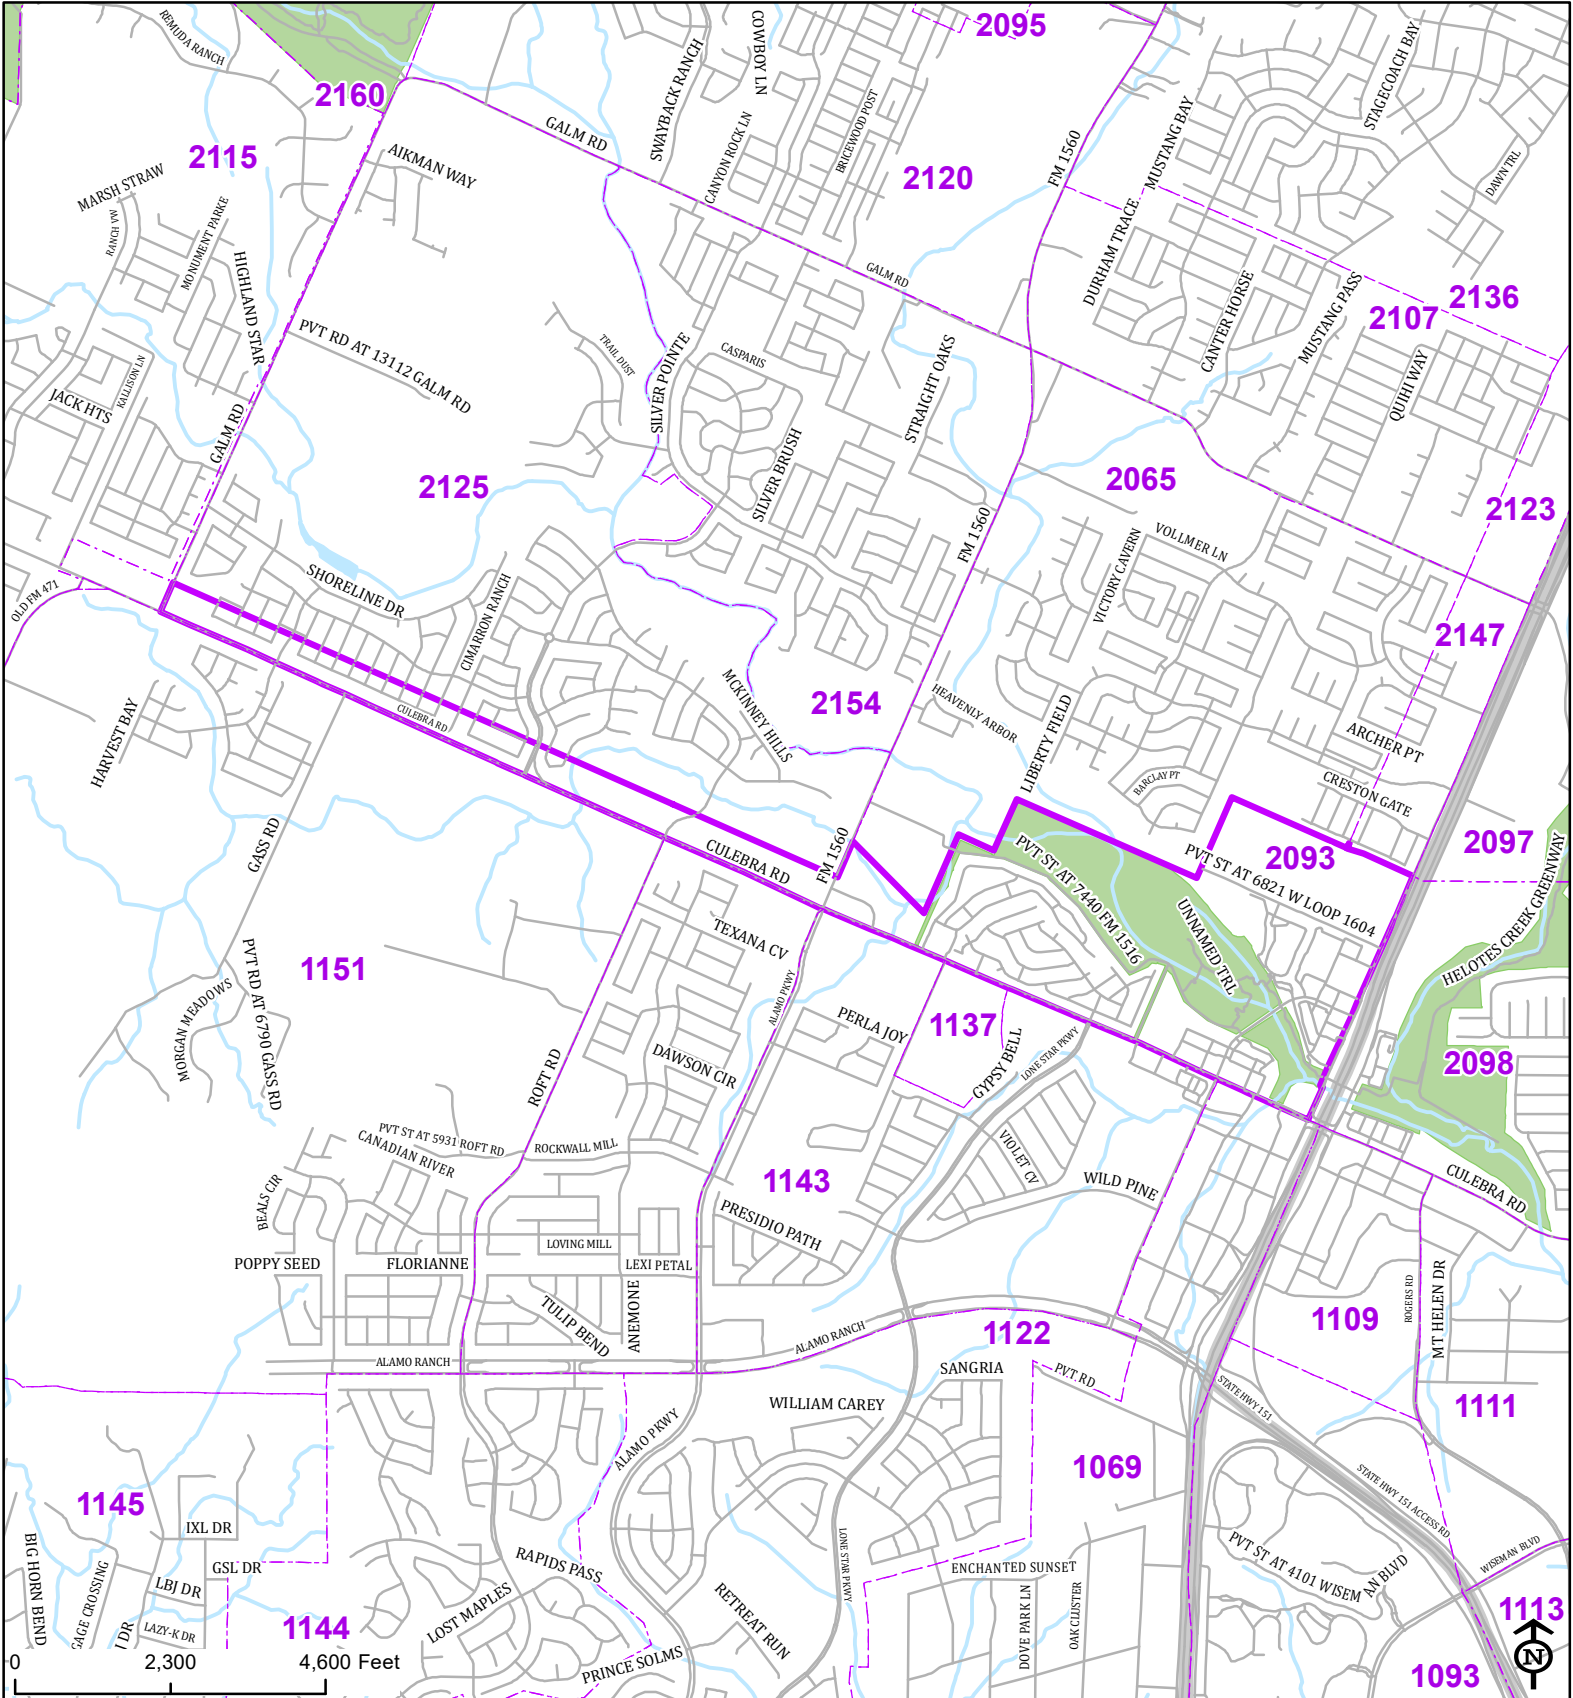 2095
REMUDA RANCH
COWBOY LN
SWAYBACK RANCH
STAGECOACH BAY
2160
GALM RD
CANYON ROCK LN
BRICEWOOD POST
FM 1560
MUSTANG BAY
2115
AIKMAN WAY
2120
DAWN TRL
MARSH STRAW
RANCH VW
MONUMENT PARKE
HIGHLAND STAR
DURHAM TRACE
GALM RD
2136
2107
CANTER HORSE
MUSTANG PASS
PVT RD AT 13112 GALM RD
TRAIL DUST
SILVER POINTE
CASPARIS
STRAIGHT OAKS
QUIHI WAY
JACK HTS
KALLISON LN
GALM RD
2125
SILVER BRUSH
2065
2123
FM 1560
VOLLMER LN
VICTORY CAVERN
OLD FM 471
SHORELINE DR
CIMARRON RANCH
2147
MCKINNEY HILLS
2154
HEAVENLY ARBOR
LIBERTY FIELD
CULEBRA RD
HARVEST BAY
ARCHER PT
BARCLAY PT
CRESTON GATE
GASS RD
CULEBRA RD
FM 1560
PVT ST AT 7440 FM 1516
PVT ST AT 6821 W LOOP 1604
2093
2097
HELOTES CREEK GREENWAY
UNNAMED TRL
TEXANA CV
1151
PVT RD AT 6790 GASS RD
MORGAN MEADOWS
ALAMO PKWY
PERLA JOY
1137
GYPSY BELL
LONE STAR PKWY
2098
ROFT RD
DAWSON CIR
PVT ST AT 5931 ROFT RD
CANADIAN RIVER
ROCKWALL MILL
VIOLET CV
1143
WILD PINE
CULEBRA RD
BEALS CIR
PRESIDIO PATH
LOVING MILL
POPPY SEED
FLORIANNE
LEXI PETAL
ANEMONE
TULIP BEND
ROGERS RD
MT HELEN DR
1109
1122
ALAMO RANCH
ALAMO RANCH
SANGRIA
PVT RD
STATE HWY 151
WILLIAM CAREY
1111
ALAMO PKWY
1069
STATE HWY 151 ACCESS RD
1145
IXL DR
BIG HORN BEND
GAGE CROSSING
GSL DR
LBJ DR
RAPIDS PASS
LONE STAR PKWY
ENCHANTED SUNSET
PVT ST AT 4101 WISEM
AN BLVD
WISEMAN BLVD
LOST MAPLES
RETREAT RUN
DOVE PARK LN
OAK CLUSTER
1113
I DR
LAZY-K DR
1144
PRINCE SOLMS
N
0 2,300 4,600 Feet
1093